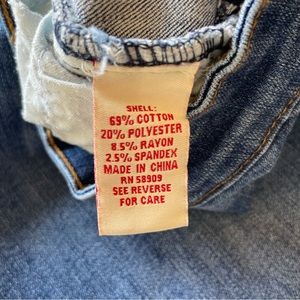 SHELL:
69% COTTON
20% POLYESTER
8.5% RAYON
2.5% SPANDEX
MADE IN CHINA
RN 58909
SEE REVERSE
FOR CARE